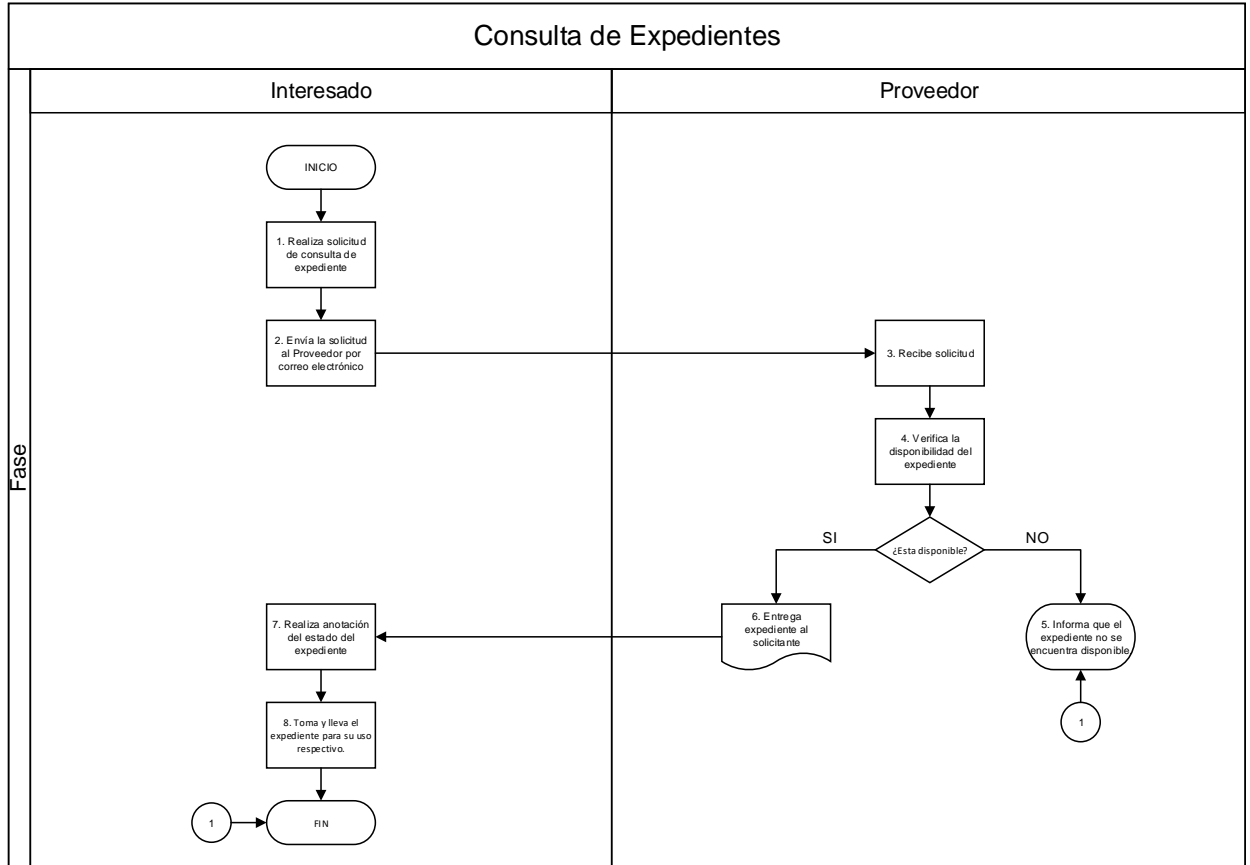 Consulta de Expedientes
Interesado
Proveedor
Fase
INICIO
1. Realiza solicitud
de consulta de
expediente
2. Envía la solicitud
al Proveedor por
correo electrónico
3. Recibe solicitud
4. Verifica la
disponibilidad del
expediente
¿Esta disponible?
SI
NO
6. Entrega
expediente al
solicitante
5. Informa que el
expediente no se
encuentra disponible
1
7. Realiza anotación
del estado del
expediente
8. Toma y lleva el
expediente para su uso
respectivo.
1
FIN